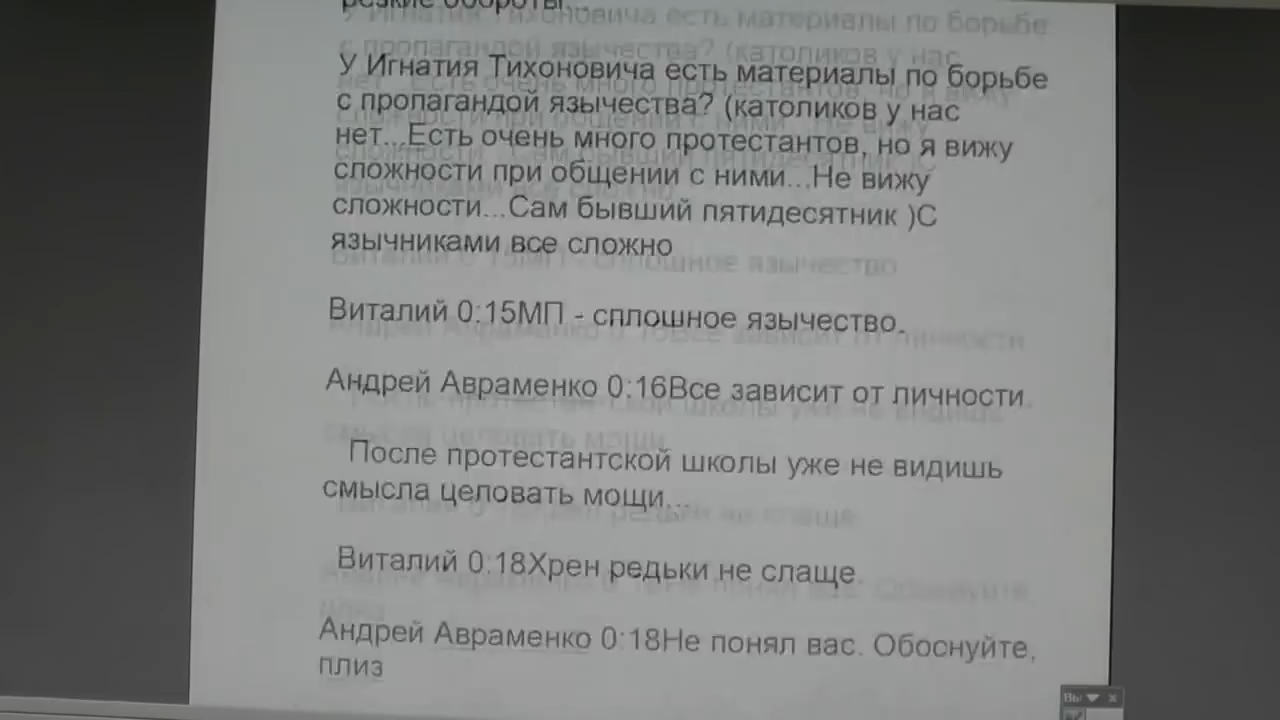 резкие обороты...
У Игнатия Тихоновича есть материалы по борьбе
с пропагандой язычества? (католиков у нас
нет...Есть очень много протестантов, но я вижу
сложности при общении с ними...Не вижу
сложности...Сам бывший пятидесятник )С
язычниками все сложно
Виталий 0:15МП - сплошное язычество.
Андрей Авраменко 0:16Все зависит от личности
После протестантской школы уже не видишь
смысла целовать мощи...
Виталий 0:18Хрен редьки не слаще
Андрей Авраменко 0:18Не понял вас. Обоснуйте,
плиз
Вы